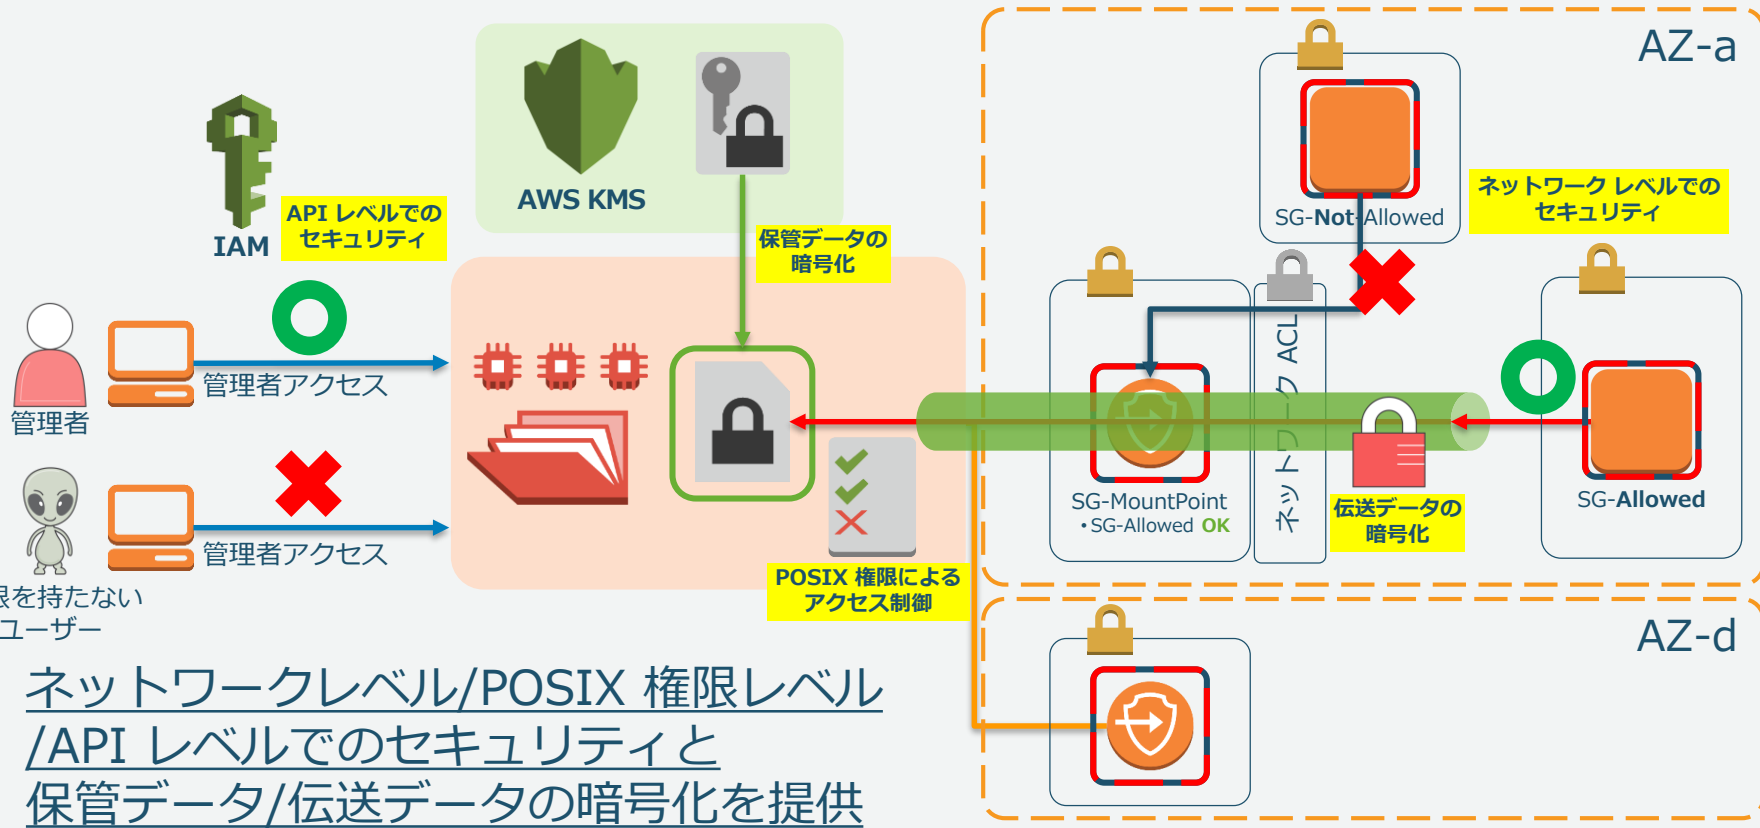 AZ-a
AWS KMS
IAM
API レベルでの
セキュリティ
保管データの
暗号化
SG-Not-Allowed
ネットワーク レベルでの
セキュリティ
管理者アクセス
管理者
ネットワーク ACL
SG-MountPoint
・SG-Allowed OK
伝送データの
暗号化
SG-Allowed
管理者アクセス
を持たない
ユーザー
POSIX 権限による
アクセス制御
AZ-d
ネットワークレベル/POSIX 権限レベル
/API レベルでのセキュリティと
保管データ/伝送データの暗号化を提供